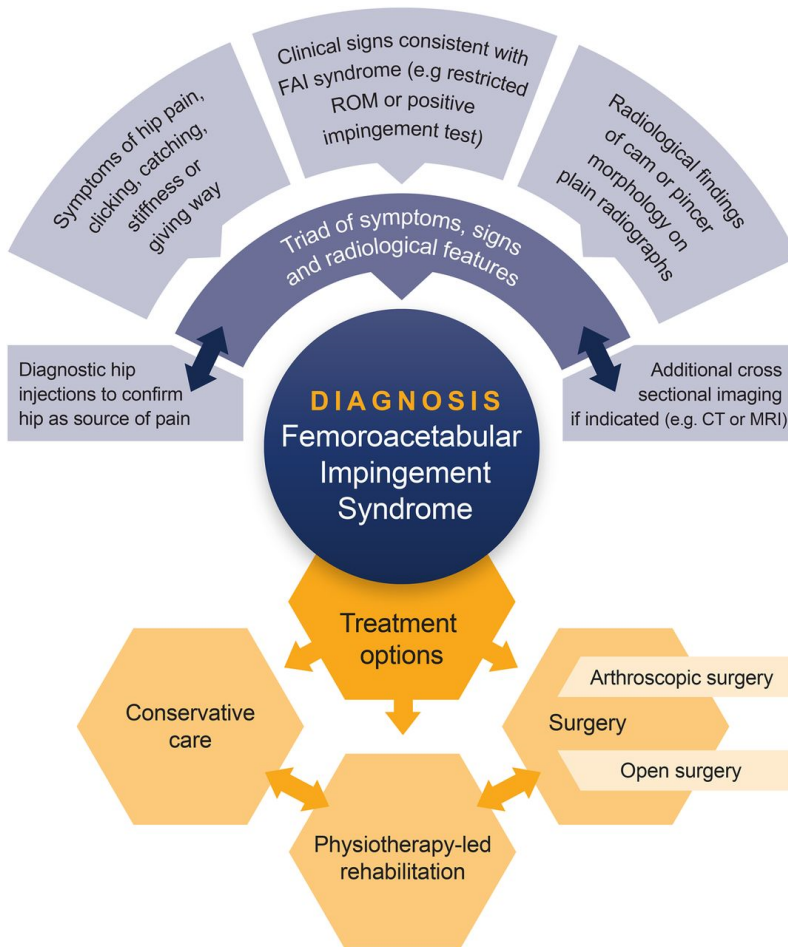 Symptoms of hip pain,
clicking, catching,
stiffness or
giving way
Clinical signs consistent with
FAI syndrome (e.g restricted
ROM or positive
impingement test)
Radiological findings
of cam or pincer
morphology on
plain radiographs
Triad of symptoms, signs
and radiological features
Diagnostic hip
injections to confirm
hip as source of pain
Additional cross
sectional imaging
if indicated (e.g. CT or MRI)
DIAGNOSIS
Femoroacetabular
Impingement
Syndrome
Treatment
options
Conservative
care
Arthroscopic surgery
Surgery
Open surgery
Physiotherapy-led
rehabilitation